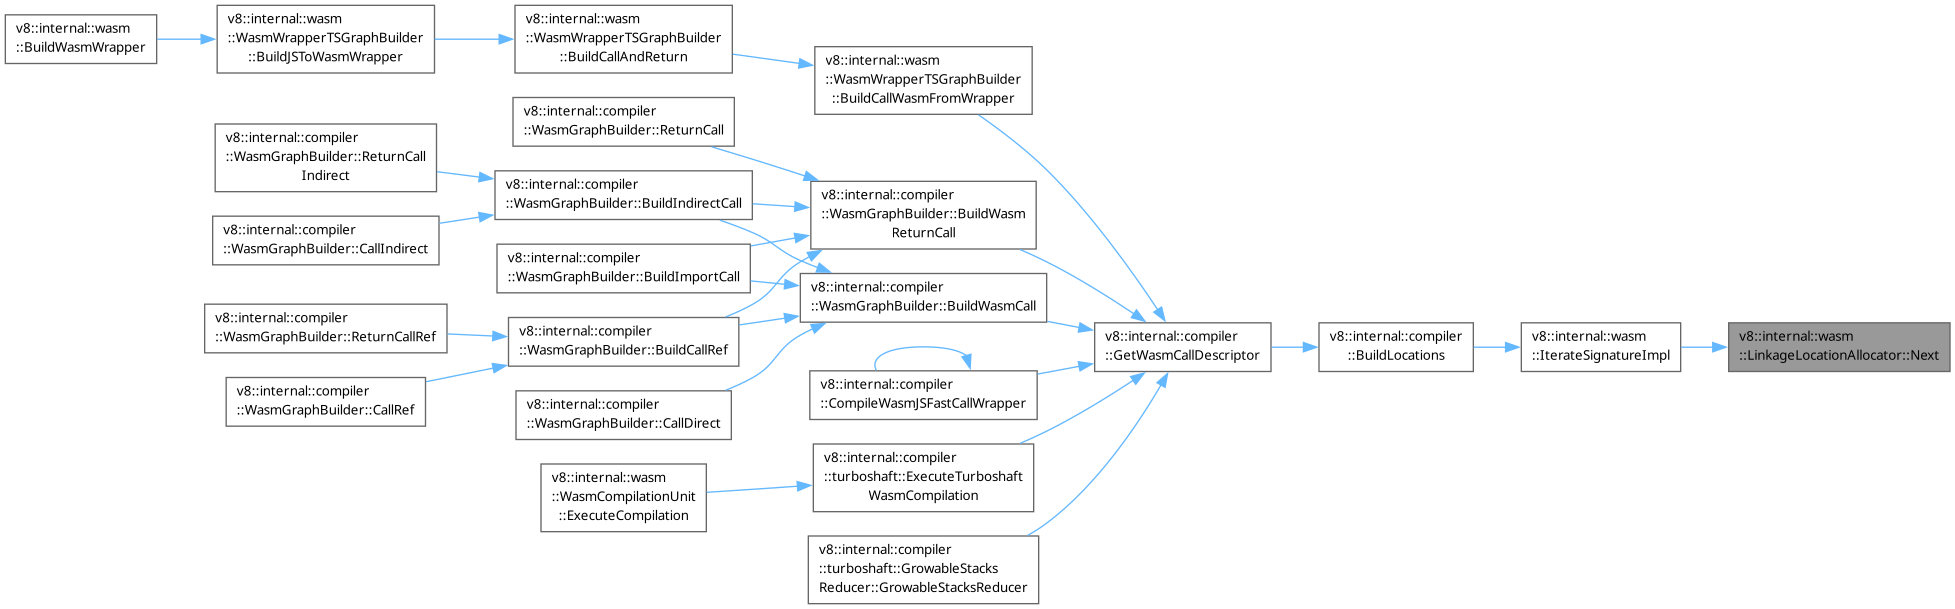 v8::internal::wasm
::BuildWasmWrapper
v8::internal::wasm
::WasmWrapperTSGraphBuilder
::BuildJSToWasmWrapper
v8::internal::wasm
::WasmWrapperTSGraphBuilder
::BuildCallAndReturn
v8::internal::wasm
::WasmWrapperTSGraphBuilder
::BuildCallWasmFromWrapper
v8::internal::compiler
::WasmGraphBuilder::ReturnCall
v8::internal::compiler
::WasmGraphBuilder::ReturnCall
Indirect
v8::internal::compiler
::WasmGraphBuilder::BuildIndirectCall
v8::internal::compiler
::WasmGraphBuilder::BuildWasm
ReturnCall
v8::internal::compiler
::WasmGraphBuilder::CallIndirect
v8::internal::compiler
::WasmGraphBuilder::BuildImportCall
v8::internal::compiler
::WasmGraphBuilder::BuildWasmCall
v8::internal::compiler
::WasmGraphBuilder::ReturnCallRef
v8::internal::compiler
::WasmGraphBuilder::BuildCallRef
v8::internal::compiler
::GetWasmCallDescriptor
v8::internal::compiler
::BuildLocations
v8::internal::wasm
::IterateSignatureImpl
v8::internal::wasm
::LinkageLocationAllocator::Next
v8::internal::compiler
::WasmGraphBuilder::CallRef
v8::internal::compiler
::WasmGraphBuilder::CallDirect
v8::internal::compiler
::CompileWasmJSFastCallWrapper
v8::internal::wasm
::WasmCompilationUnit
::ExecuteCompilation
v8::internal::compiler
::turboshaft::ExecuteTurboshaft
WasmCompilation
v8::internal::compiler
::turboshaft::GrowableStacks
Reducer::GrowableStacksReducer